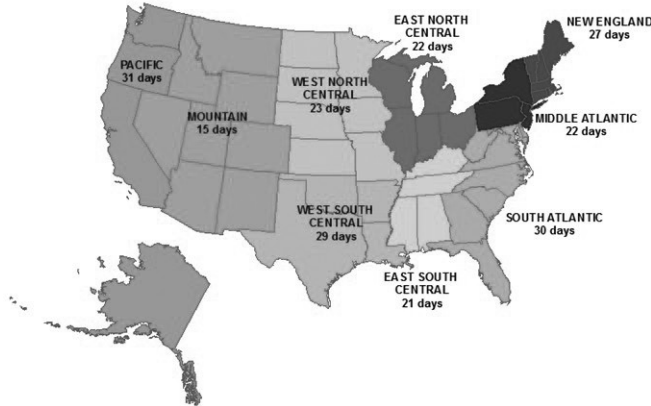 EAST NORTH
CENTRAL
22 days
NEW ENGLAND
27 days
PACIFIC
31 days
WEST NORTH
CENTRAL
23 days
MOUNTAIN
15 days
MIDDLE ATLANTIC
22 days
WEST SOUTH
CENTRAL
29 days
SOUTH ATLANTIC
30 days
EAST SOUTH
CENTRAL
21 days